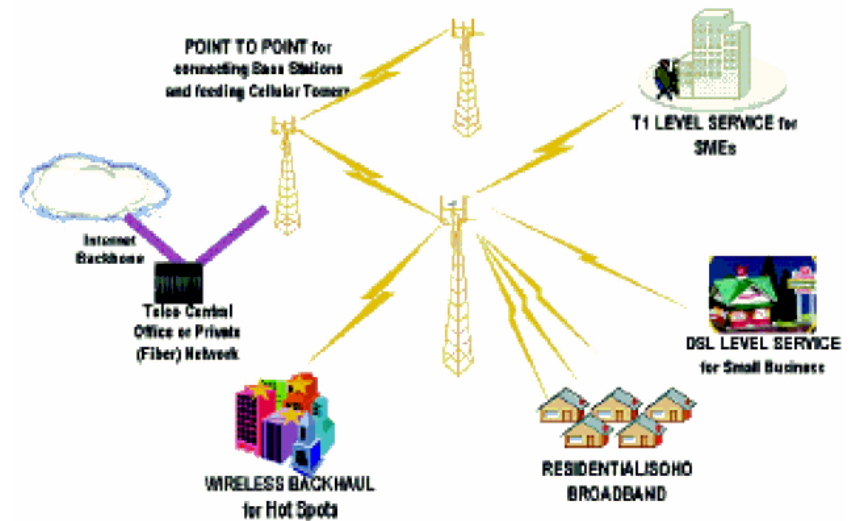 POINT TO POINT for
connecting Base Stations
and feeding Cellular Towers
T1 LEVEL SERVICE for
SMEs
Internet
Backbone
Telco Central
Office or Private
(Fiber) Network
DSL LEVEL SERVICE
for Small Business
WIRELESS BACKHAUL
for Hot Spots
RESIDENTIAL/SOHO
BROADBAND